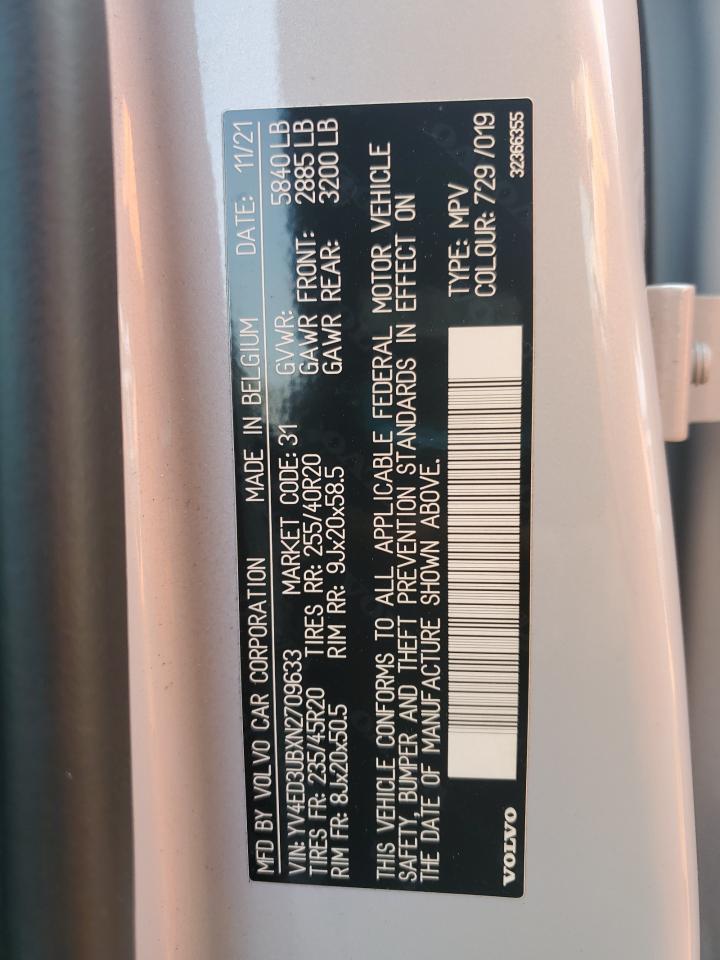 MFD BY VOLVO CAR CORPORATION MADE IN BELGIUM DATE: 11/21
VIN: YV4ED3UBXN2709633 MARKET CODE: 31 GVWR: 5840 LB
TIRES FR: 235/45R20 TIRES RR: 255/40R20 GAWR FRONT: 2885 LB
RIM FR: 8Jx20x50.5 RIM RR: 9Jx20x58.5 GAWR REAR: 3200 LB
THIS VEHICLE CONFORMS TO ALL APPLICABLE FEDERAL MOTOR VEHICLE
SAFETY, BUMPER AND THEFT PREVENTION STANDARDS IN EFFECT ON
THE DATE OF MANUFACTURE SHOWN ABOVE.
TYPE: MPV
COLOUR: 729 /019
VOLVO 32366355